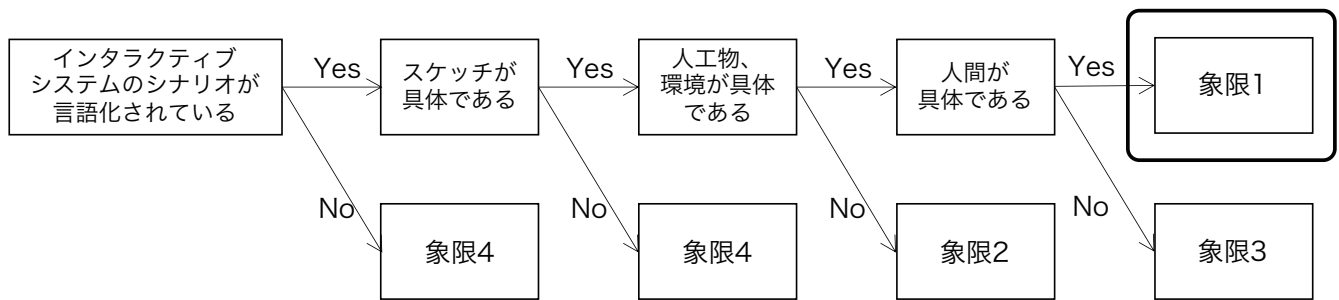 インタラクティブ
システムのシナリオが
言語化されている
Yes
スケッチが
具体である
Yes
人工物、
環境が具体
である
Yes
人間が
具体である
Yes
象限1
No
象限4
No
象限4
No
象限2
No
象限3